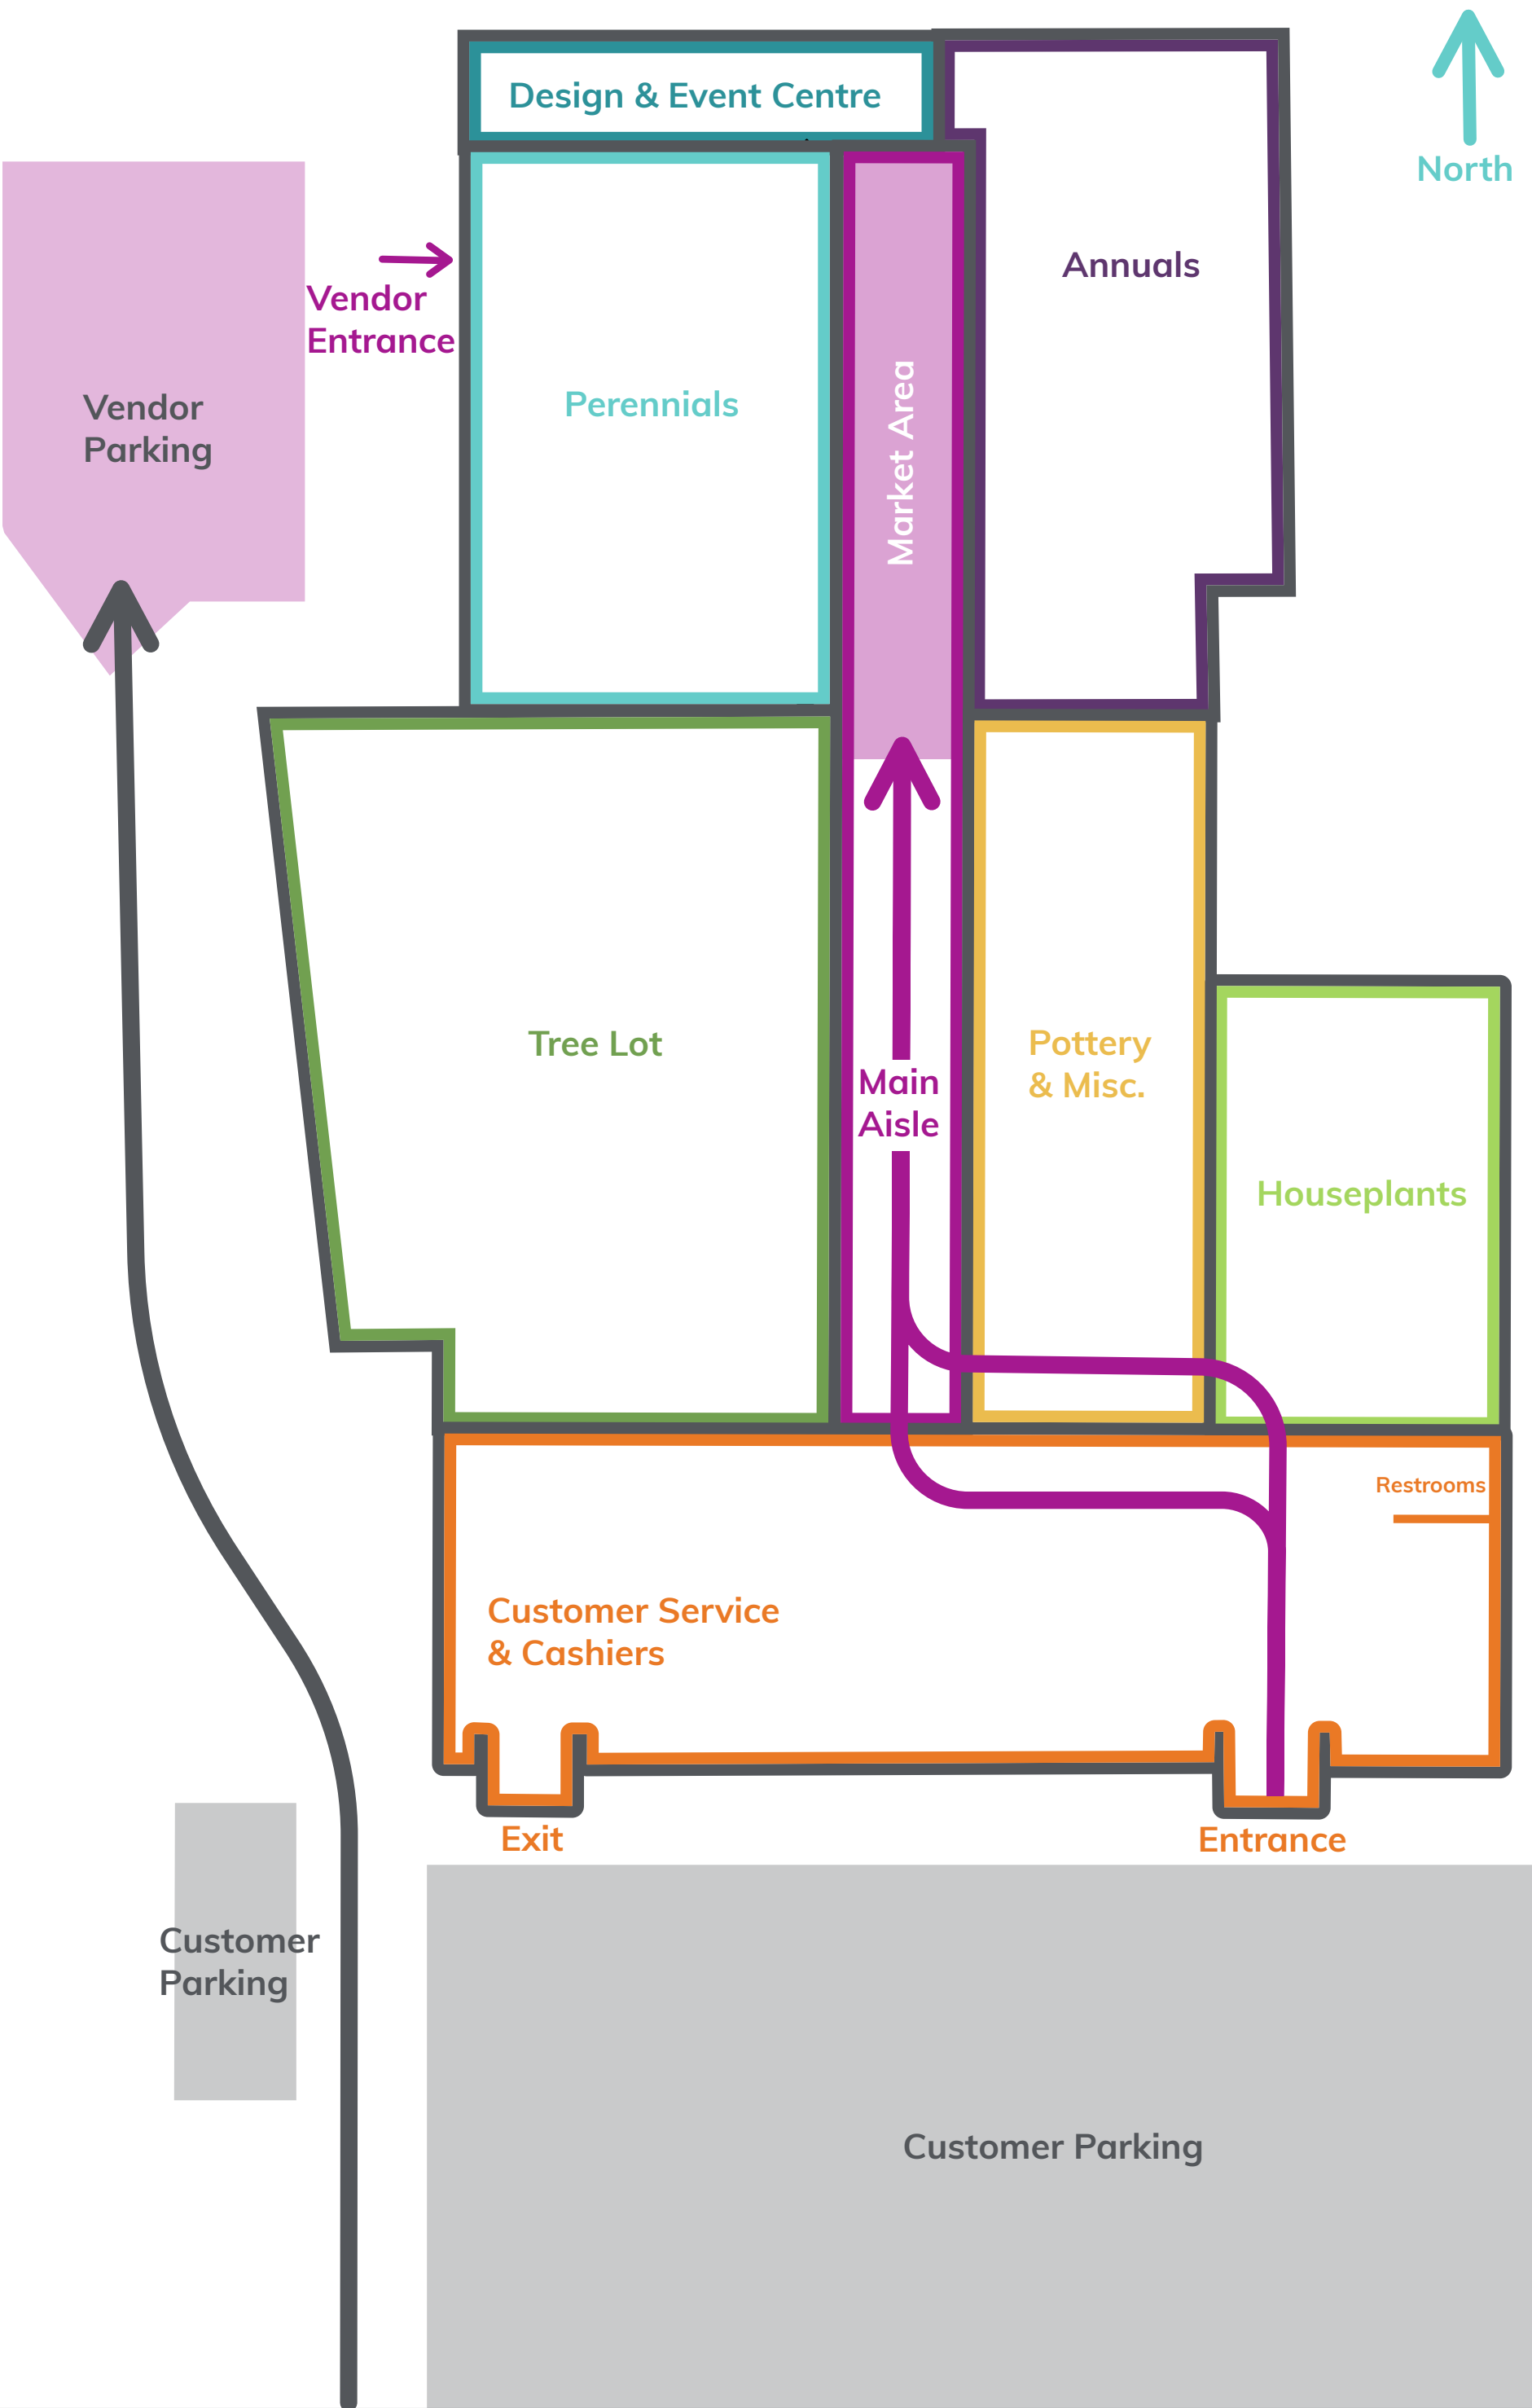 Design & Event Centre
North
Annuals
Vendor
Entrance
Vendor
Parking
Perennials
Market Area
Tree Lot
Main
Aisle
Pottery
& Misc.
Houseplants
Restrooms
Customer Service
& Cashiers
Exit
Entrance
Customer
Parking
Customer Parking